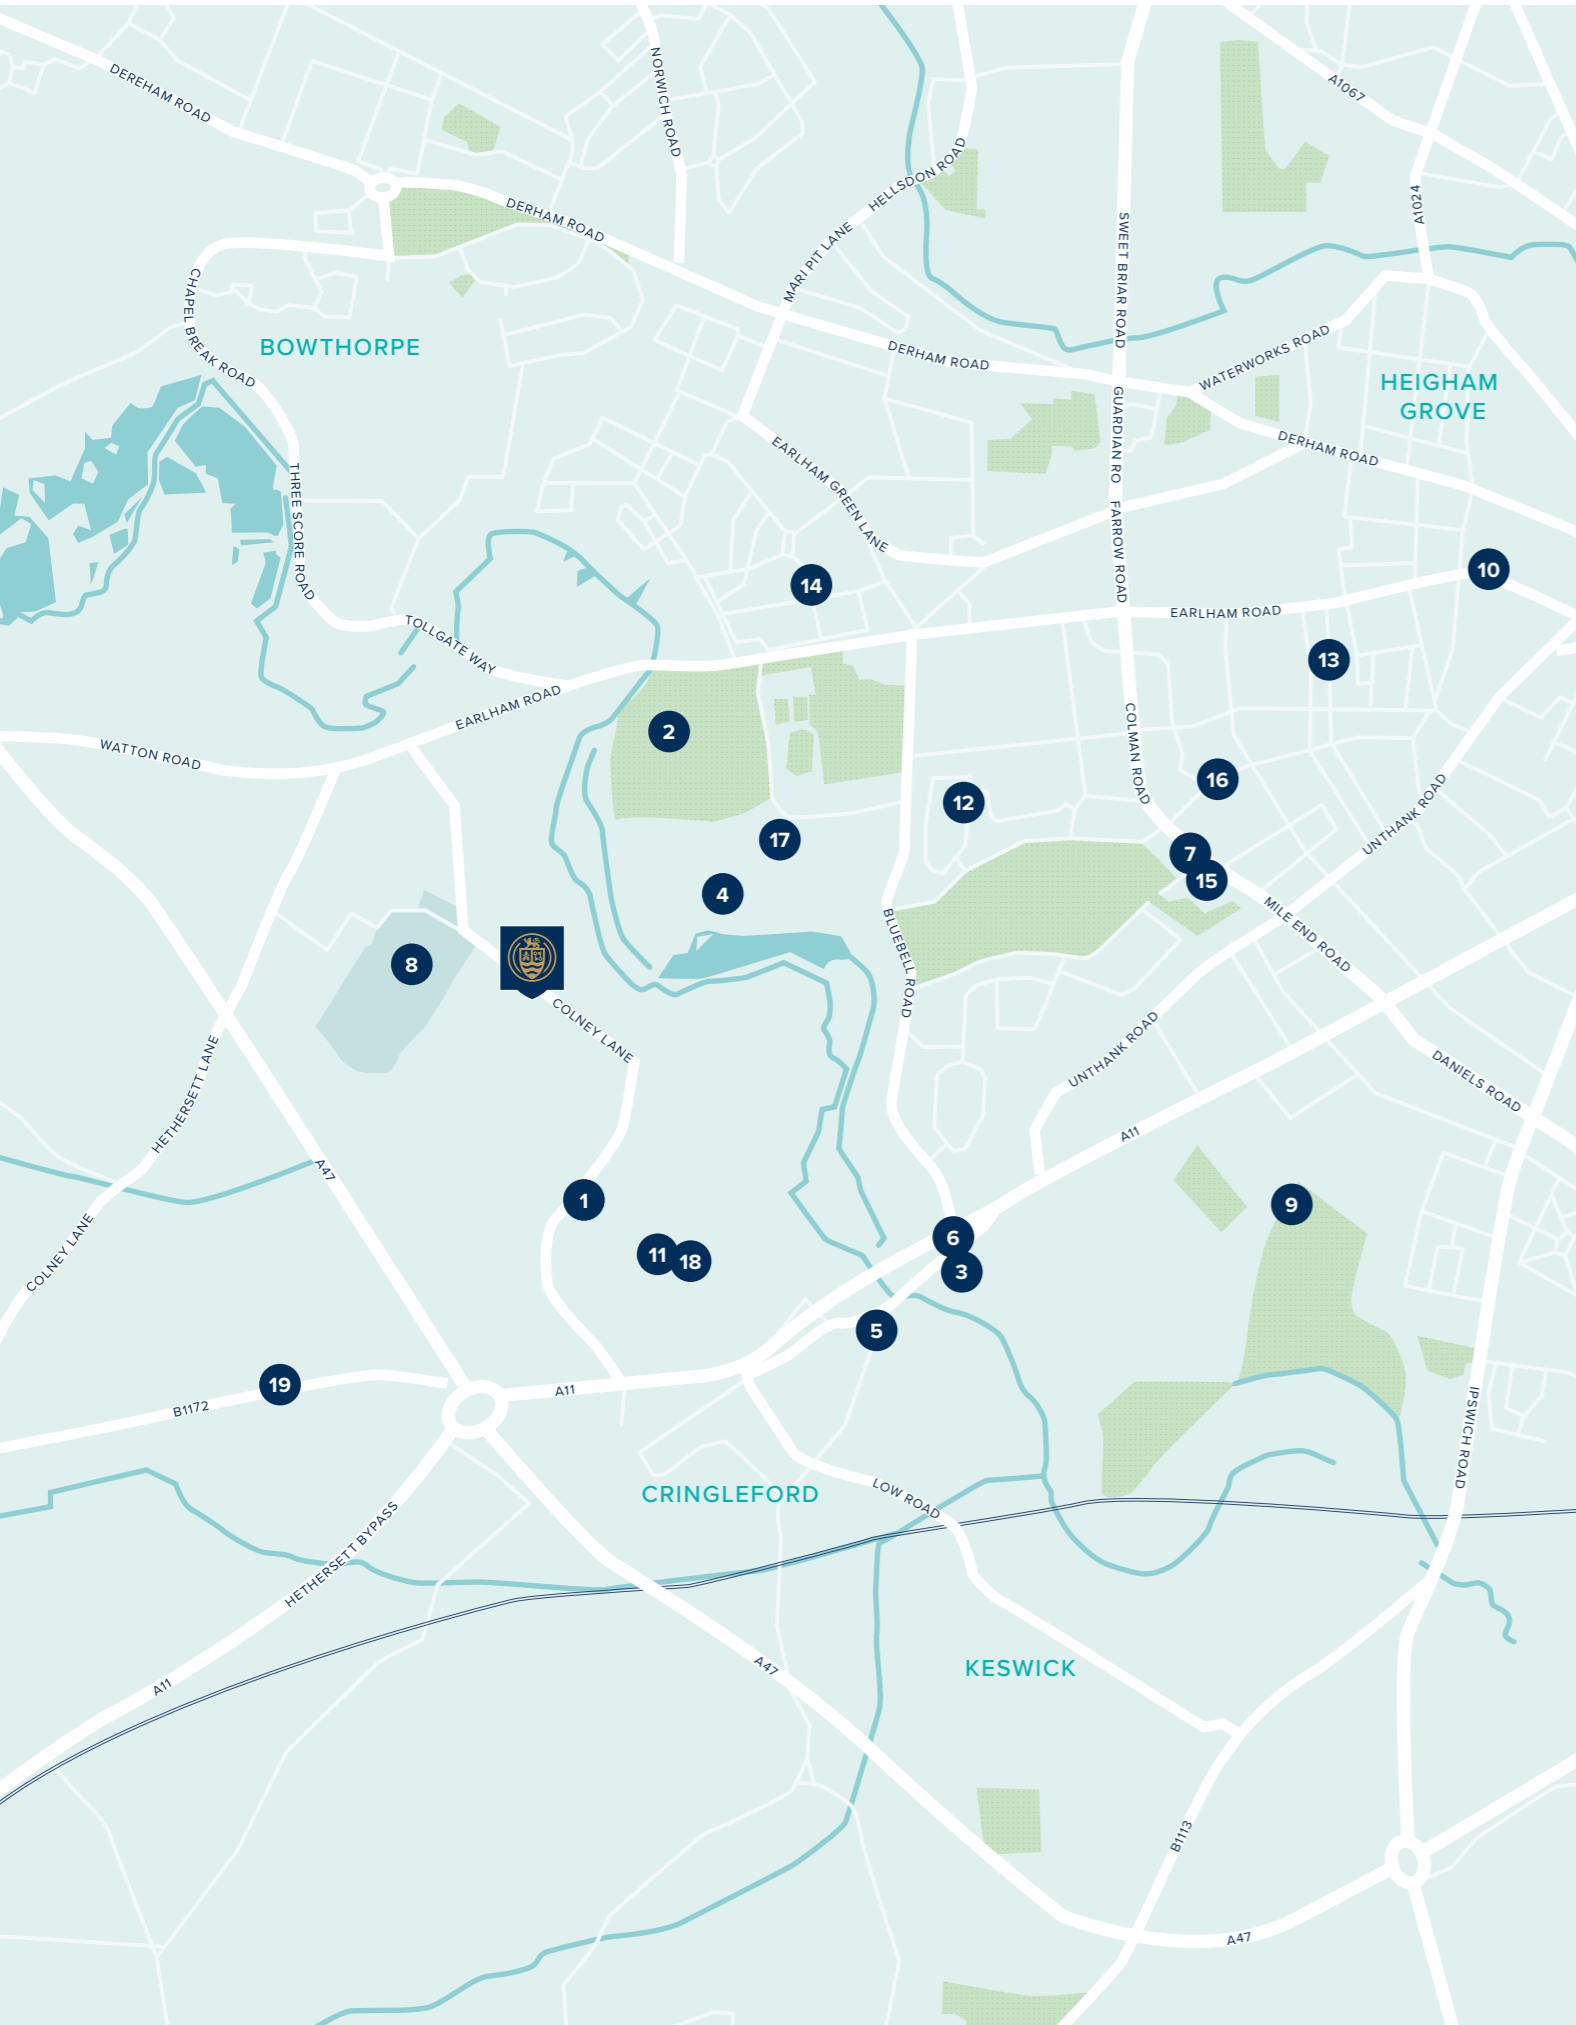 DEREHAM ROAD
NORWICH ROAD
A1067
HELLSDON ROAD
A1024
DERHAM ROAD
MARI PIT LANE
SWEET BRIAR ROAD
CHAPEL BREAK ROAD
BOWTHORPE
DERHAM ROAD
WATERWORKS ROAD
HEIGHAM
GROVE
GUARDIAN RO
DERHAM ROAD
EARLHAM GREEN LANE
THREE SCORE ROAD
FARROW ROAD
14
10
EARLHAM ROAD
TOLLGATE WAY
13
EARLHAM ROAD
2
WATTON ROAD
COLMAN ROAD
16
12
UNTHANK ROAD
17
7
15
4
MILE END ROAD
BLUEBELL ROAD
8
COLNEY LANE
UNTHANK ROAD
HETHERSETT LANE
DANIELS ROAD
A11
A47
1
9
COLNEY LANE
6
11
18
3
5
19
A11
B1172
IPSWICH ROAD
CRINGLEFORD
LOW ROAD
HETHERSETT BYPASS
KESWICK
A47
A11
B1113
A47